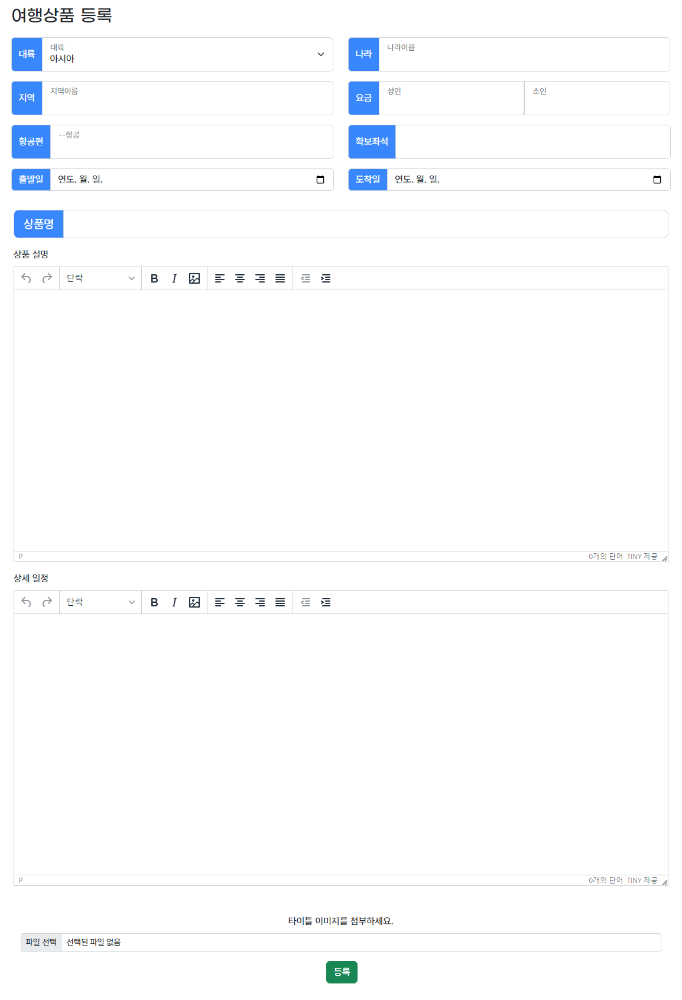 여행상품 등록
대륙 대륙 아시아 나라 나라이름
지역 지역이름 요금 성인 소인
항공편 --항공 확보좌석
출발일 연도. 월. 일. 도착일 연도. 월. 일.
상품명
상품 설명
단락 B I
P 0개의 단어 TINY 제공
상세 일정
단락 B I
P 0개의 단어 TINY 제공
타이틀 이미지를 첨부하세요.
파일 선택 선택된 파일 없음
등록